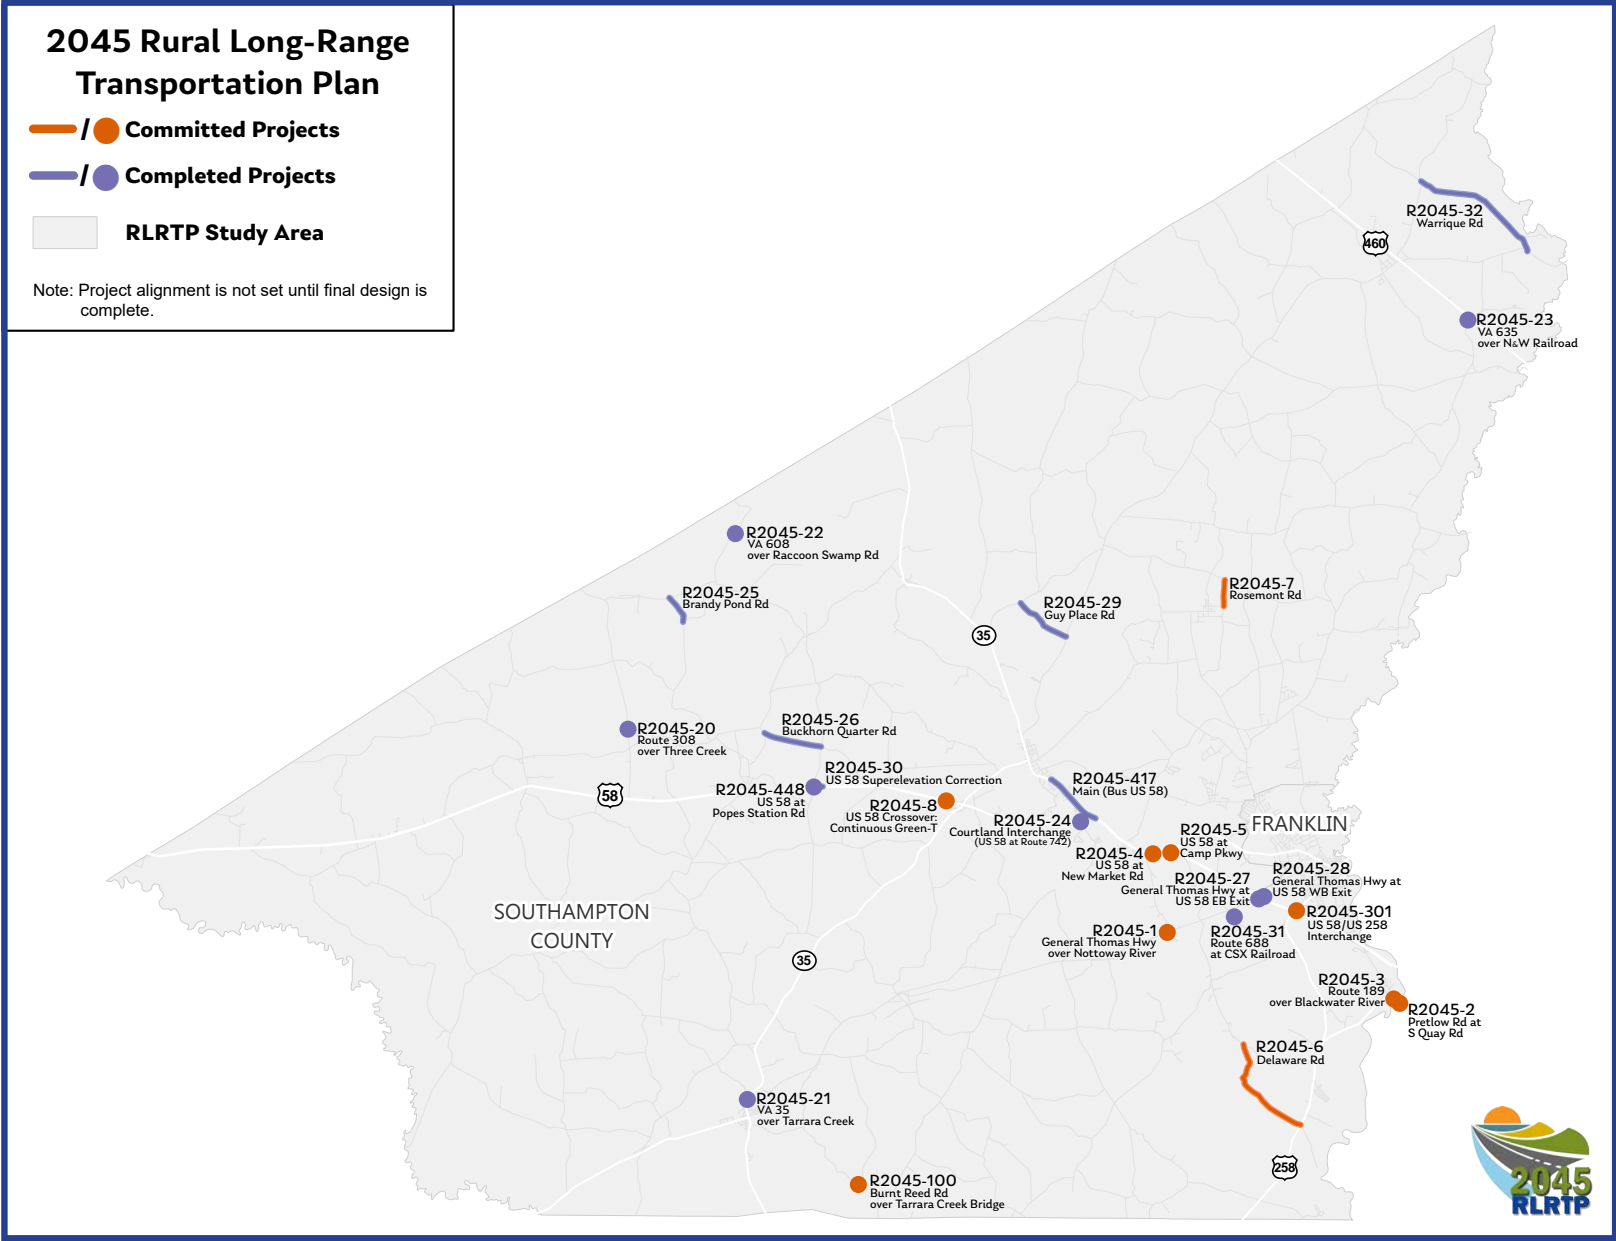 2045 Rural Long-Range
Transportation Plan
/ Committed Projects
/ Completed Projects
RLRTP Study Area
Note: Project alignment is not set until final design is
complete.
R2045-32
Warrique Rd
460
R2045-23
VA 635
over N&W Railroad
R2045-22
VA 608
over Raccoon Swamp Rd
R2045-25
Brandy Pond Rd
R2045-29
Guy Place Rd
R2045-7
Rosemont Rd
35
R2045-20
Route 308
over Three Creek
R2045-26
Buckhorn Quarter Rd
R2045-30
US 58 Superelevation Correction
58
R2045-448
US 58 at
Popes Station Rd
R2045-8
US 58 Crossover:
Continuous Green-T
R2045-417
Main (Bus US 58)
R2045-24
Courtland Interchange
(US 58 at Route 742)
FRANKLIN
R2045-5
US 58 at
Camp Pkwy
R2045-4
US 58 at
New Market Rd
R2045-27
General Thomas Hwy at
US 58 EB Exit
R2045-28
General Thomas Hwy at
US 58 WB Exit
SOUTHAMPTON
COUNTY
R2045-301
US 58/US 258
Interchange
R2045-1
General Thomas Hwy
over Nottoway River
R2045-31
Route 688
at CSX Railroad
35
R2045-3
Route 189
over Blackwater River
R2045-2
Pretlow Rd at
S Quay Rd
R2045-6
Delaware Rd
R2045-21
VA 35
over Tarrara Creek
R2045-100
Burnt Reed Rd
over Tarrara Creek Bridge
258
2045
RLRTP